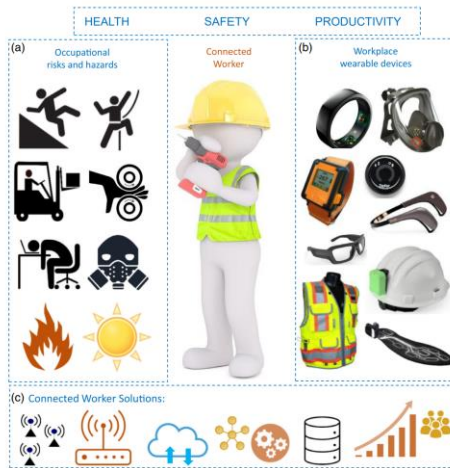 HEALTH SAFETY PRODUCTIVITY
(a)
Occupational
risks and hazards
Connected
Worker
(b)
Workplace
wearable devices
(c) Connected Worker Solutions: